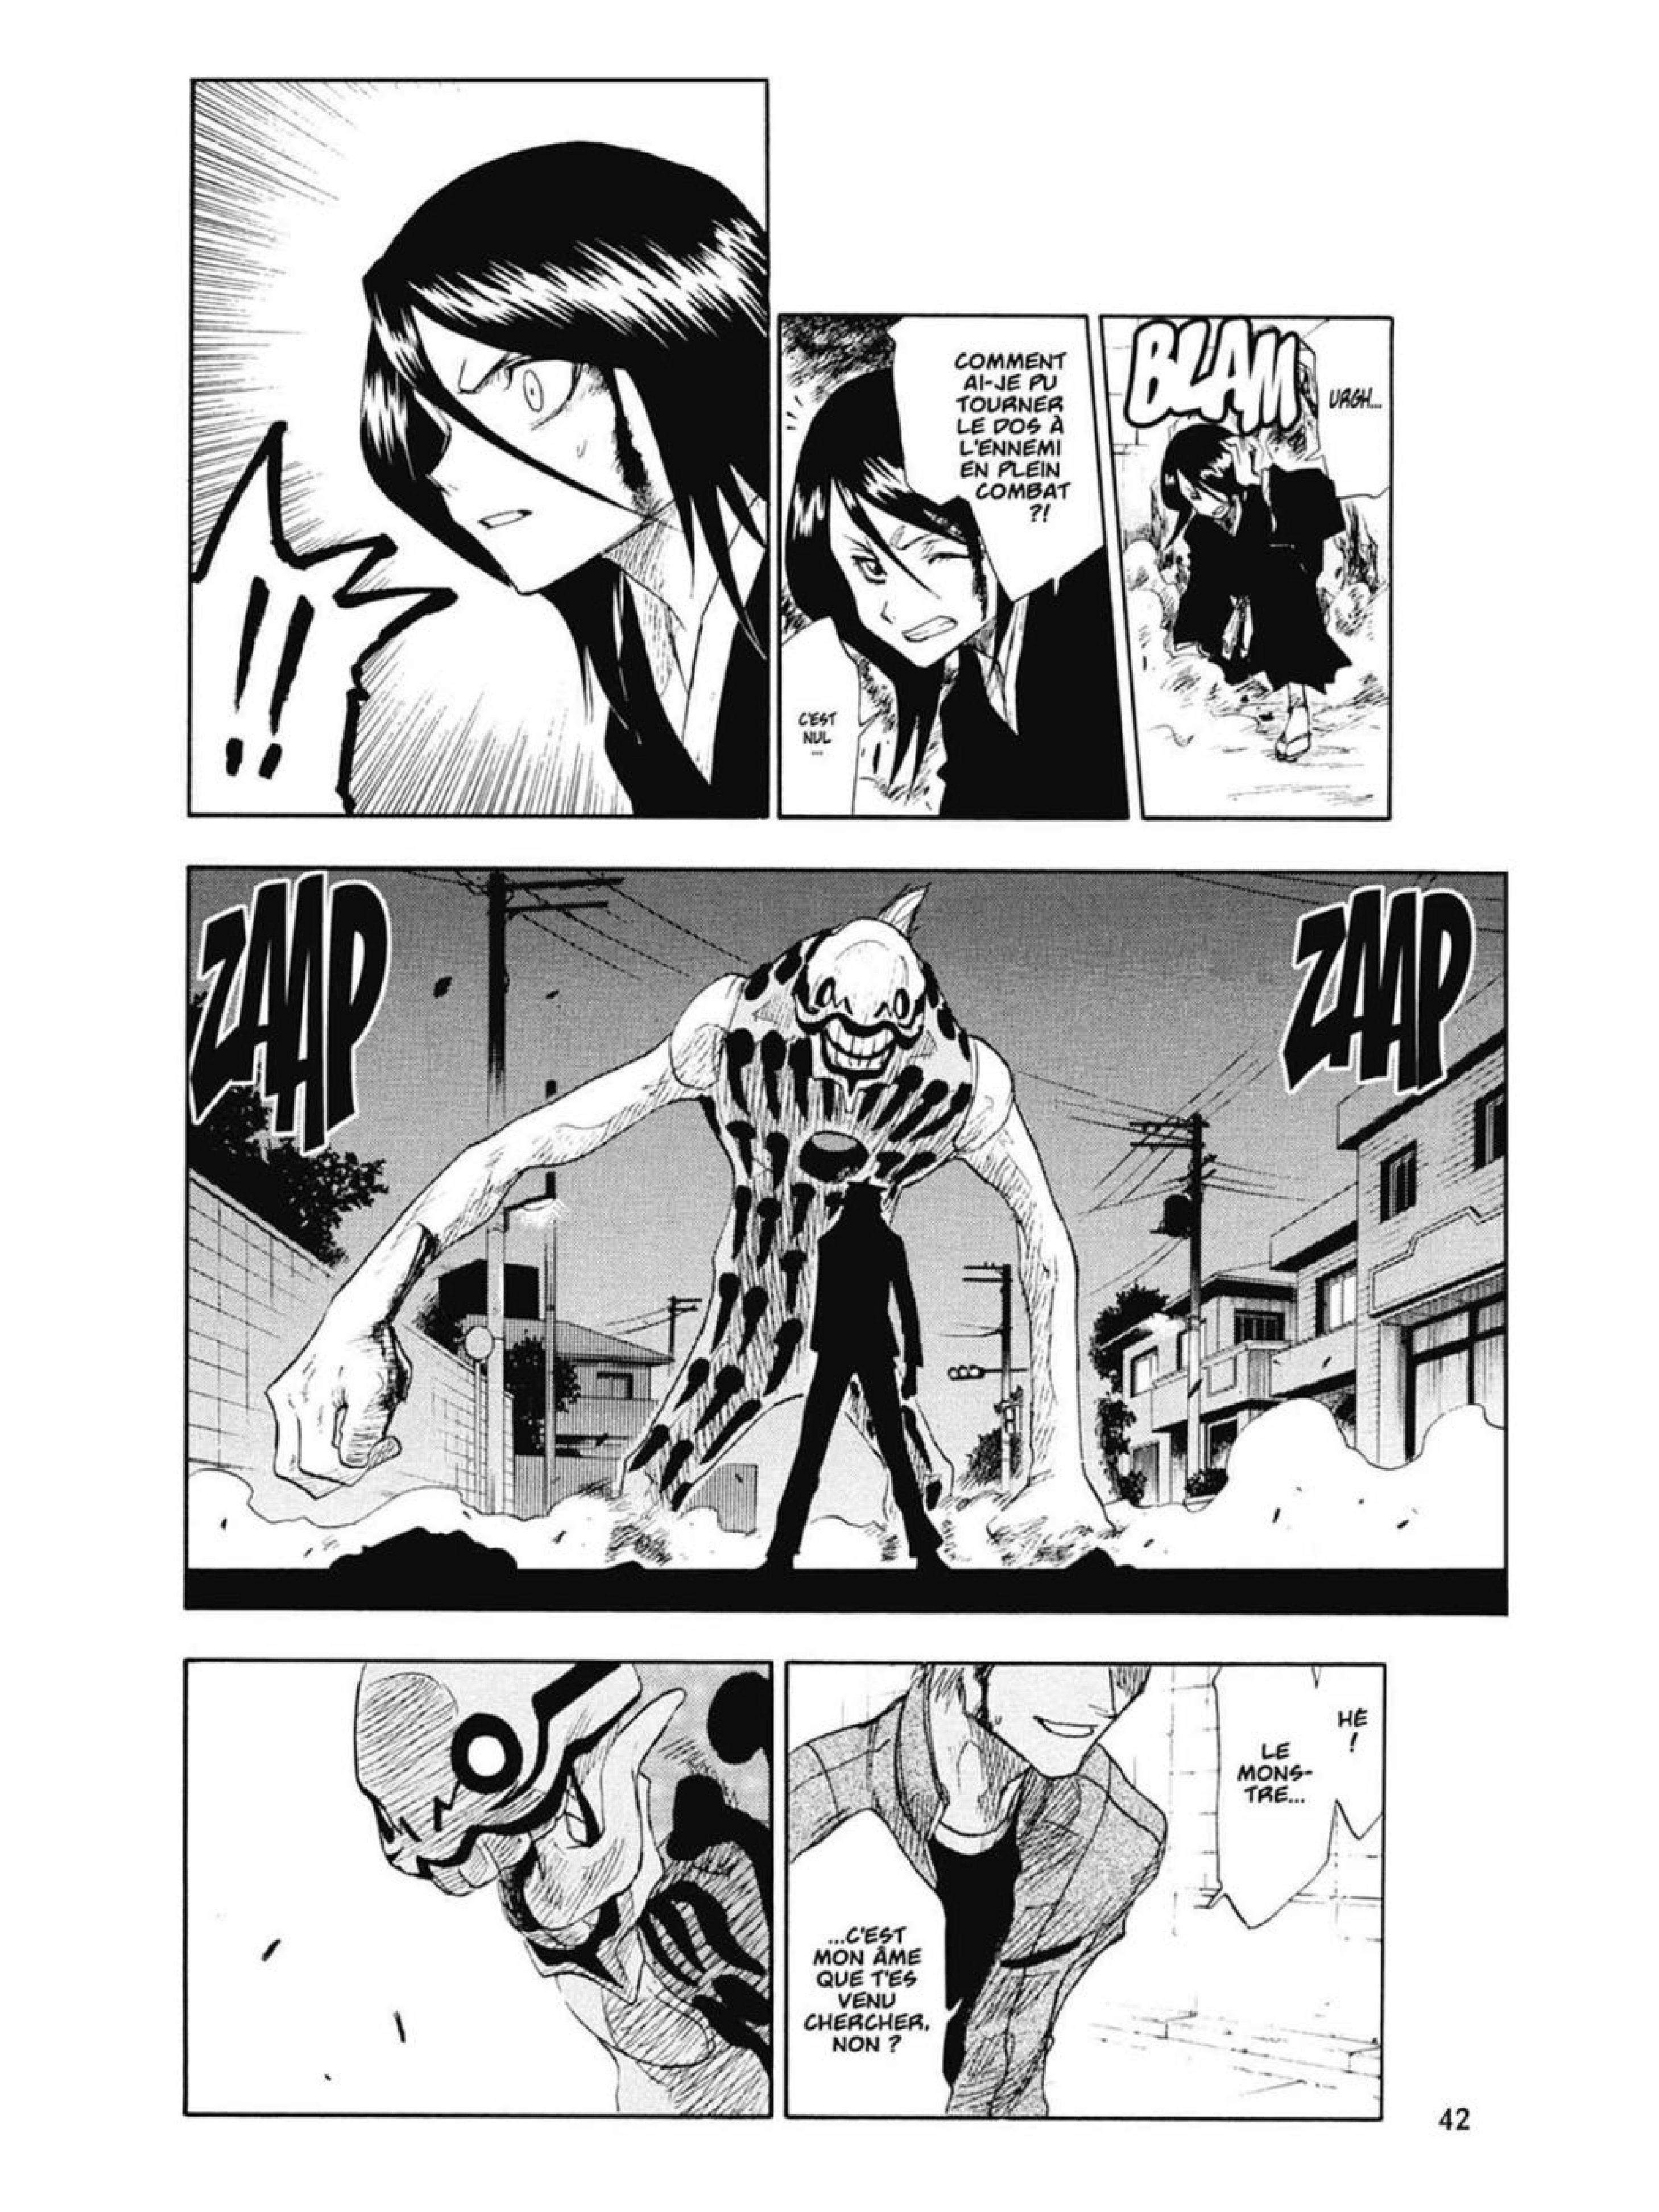 BLAM
URGH...
COMMENT
AI-JE PU
TOURNER
LE DOS À
L'ENNEMI
EN PLEIN
COMBAT
?!
C'EST
NUL
...
!!
ZAAP
ZAAP
HÉ
!
LE
MONS-
TRE...
...C'EST
MON ÂME
QUE T'ES
VENU
CHERCHER,
NON ?
42